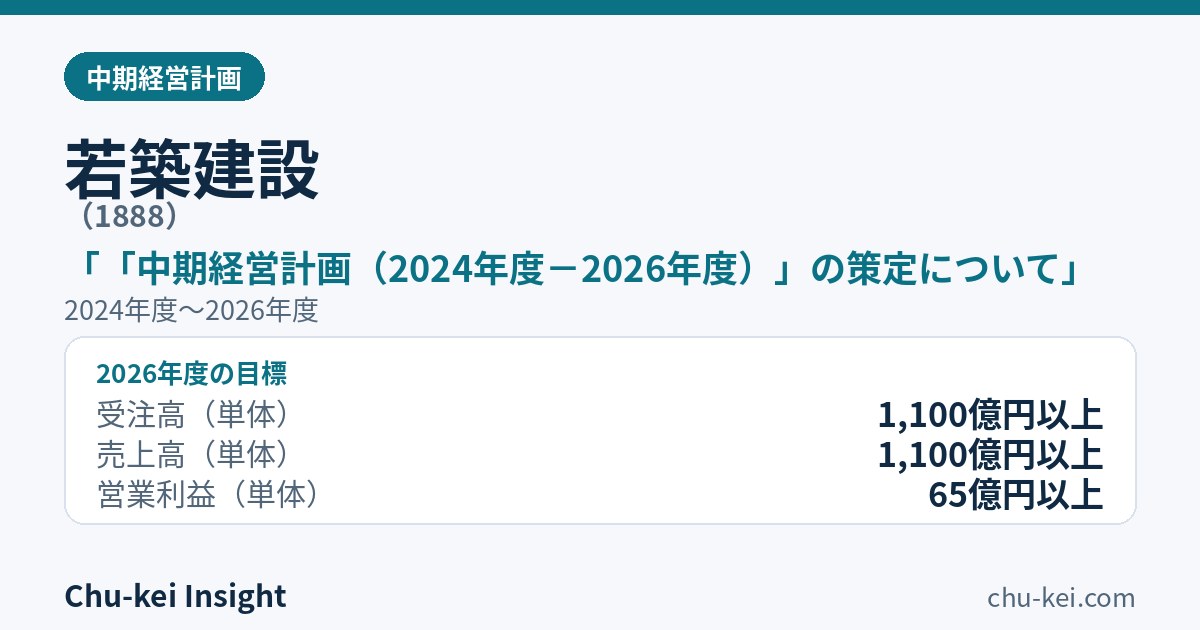 中期経営計画
若築建設
（1888）
「「中期経営計画（2024年度－2026年度）」の策定について」
2024年度～2026年度
2026年度の目標
受注高（単体） 1,100億円以上
売上高（単体） 1,100億円以上
営業利益（単体） 65億円以上
Chu-kei Insight chu-kei.com